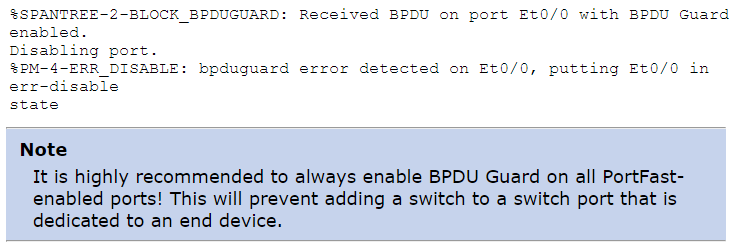 %SPANTREE-2-BLOCK_BPDUGUARD: Received BPDU on port Et0/0 with BPDU Guard
enabled.
Disabling port.
%PM-4-ERR_DISABLE: bpduguard error detected on Et0/0, putting Et0/0 in
err-disable
state
Note
It is highly recommended to always enable BPDU Guard on all PortFast-
enabled ports! This will prevent adding a switch to a switch port that is
dedicated to an end device.